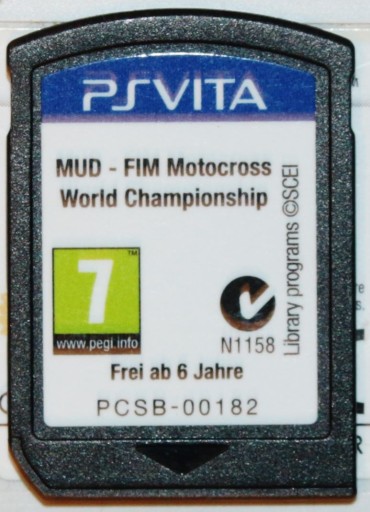 PSVITA
MUD - FIM Motocross
World Championship
Library programs ©SCEI
7™
www.pegi.info
N1158
Frei ab 6 Jahre
PCSB-00182